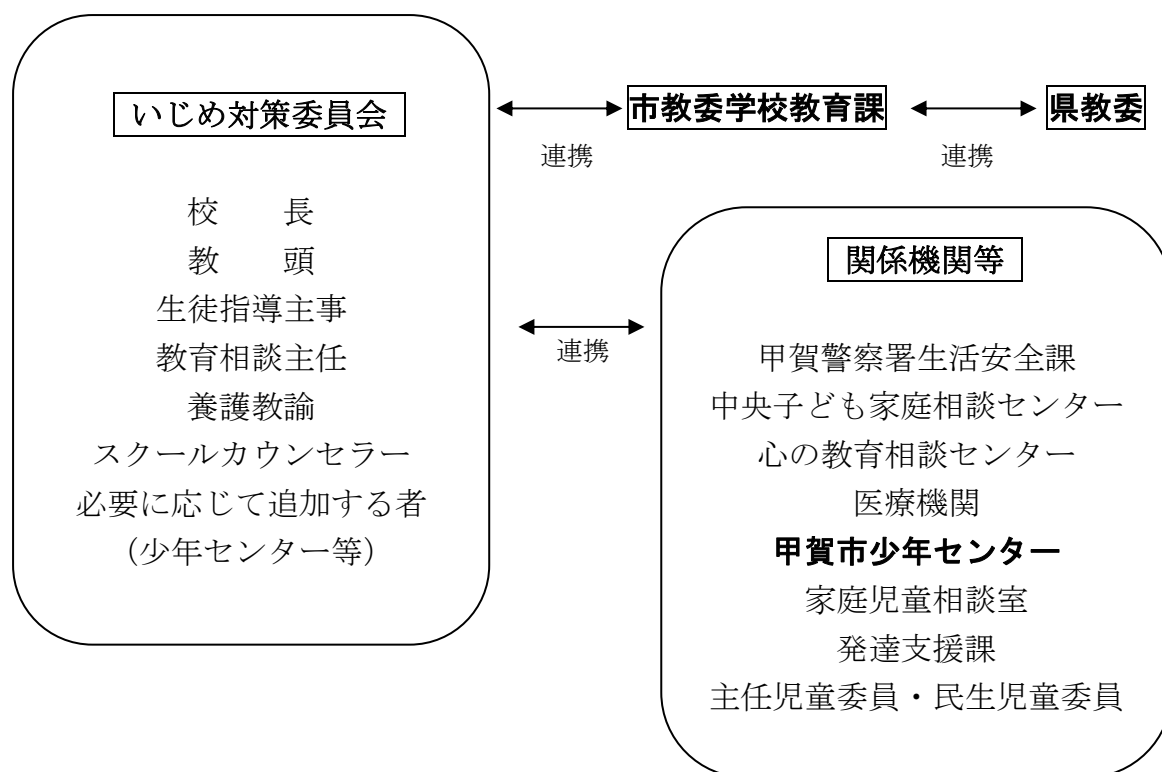 いじめ対策委員会
校　　長
教　　頭
生徒指導主事
教育相談主任
養護教諭
スクールカウンセラー
必要に応じて追加する者
（少年センター等）
連携
市教委学校教育課
連携
県教委
連携
関係機関等
甲賀警察署生活安全課
中央子ども家庭相談センター
心の教育相談センター
医療機関
甲賀市少年センター
家庭児童相談室
発達支援課
主任児童委員・民生児童委員